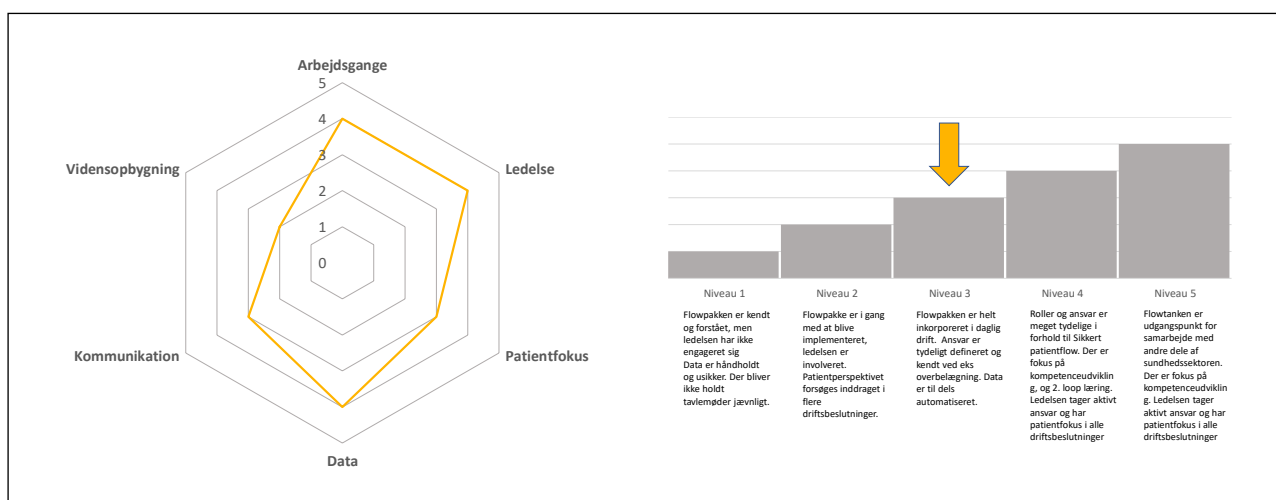 Arbejdsgange
5
4
3
2
1
0
Vidensopbygning
Ledelse
Kommunikation
Patientfokus
Data
Niveau 1
Niveau 2
Niveau 3
Niveau 4
Niveau 5
Flowpakken er kendt
og forstået, men
ledelsen har ikke
engageret sig
Data er håndholdt
og usikker. Der bliver
ikke holdt
tavlemøder jævnligt.
Flowpakke er i gang
med at blive
implementeret,
ledelsen er
involveret.
Patientperspektivet
forsøges inddraget i
flere
driftsbeslutninger.
Flowpakken er helt
inkorporeret i daglig
drift.  Ansvar er
tydeligt defineret og
kendt ved eks
overbelægning. Data
er til dels
automatiseret.
Roller og ansvar er
meget tydelige i
forhold til Sikkert
patientflow. Der er
fokus på
kompetenceudviklin
g, og 2. loop læring.
Ledelsen tager aktivt
ansvar og har
patientfokus i alle
driftsbeslutninger
Flowtanken er
udgangspunkt for
samarbejde med
andre dele af
sundhedssektoren.
Der er fokus på
kompetenceudviklin
g. Ledelsen tager
aktivt ansvar og har
patientfokus i alle
driftsbeslutninger